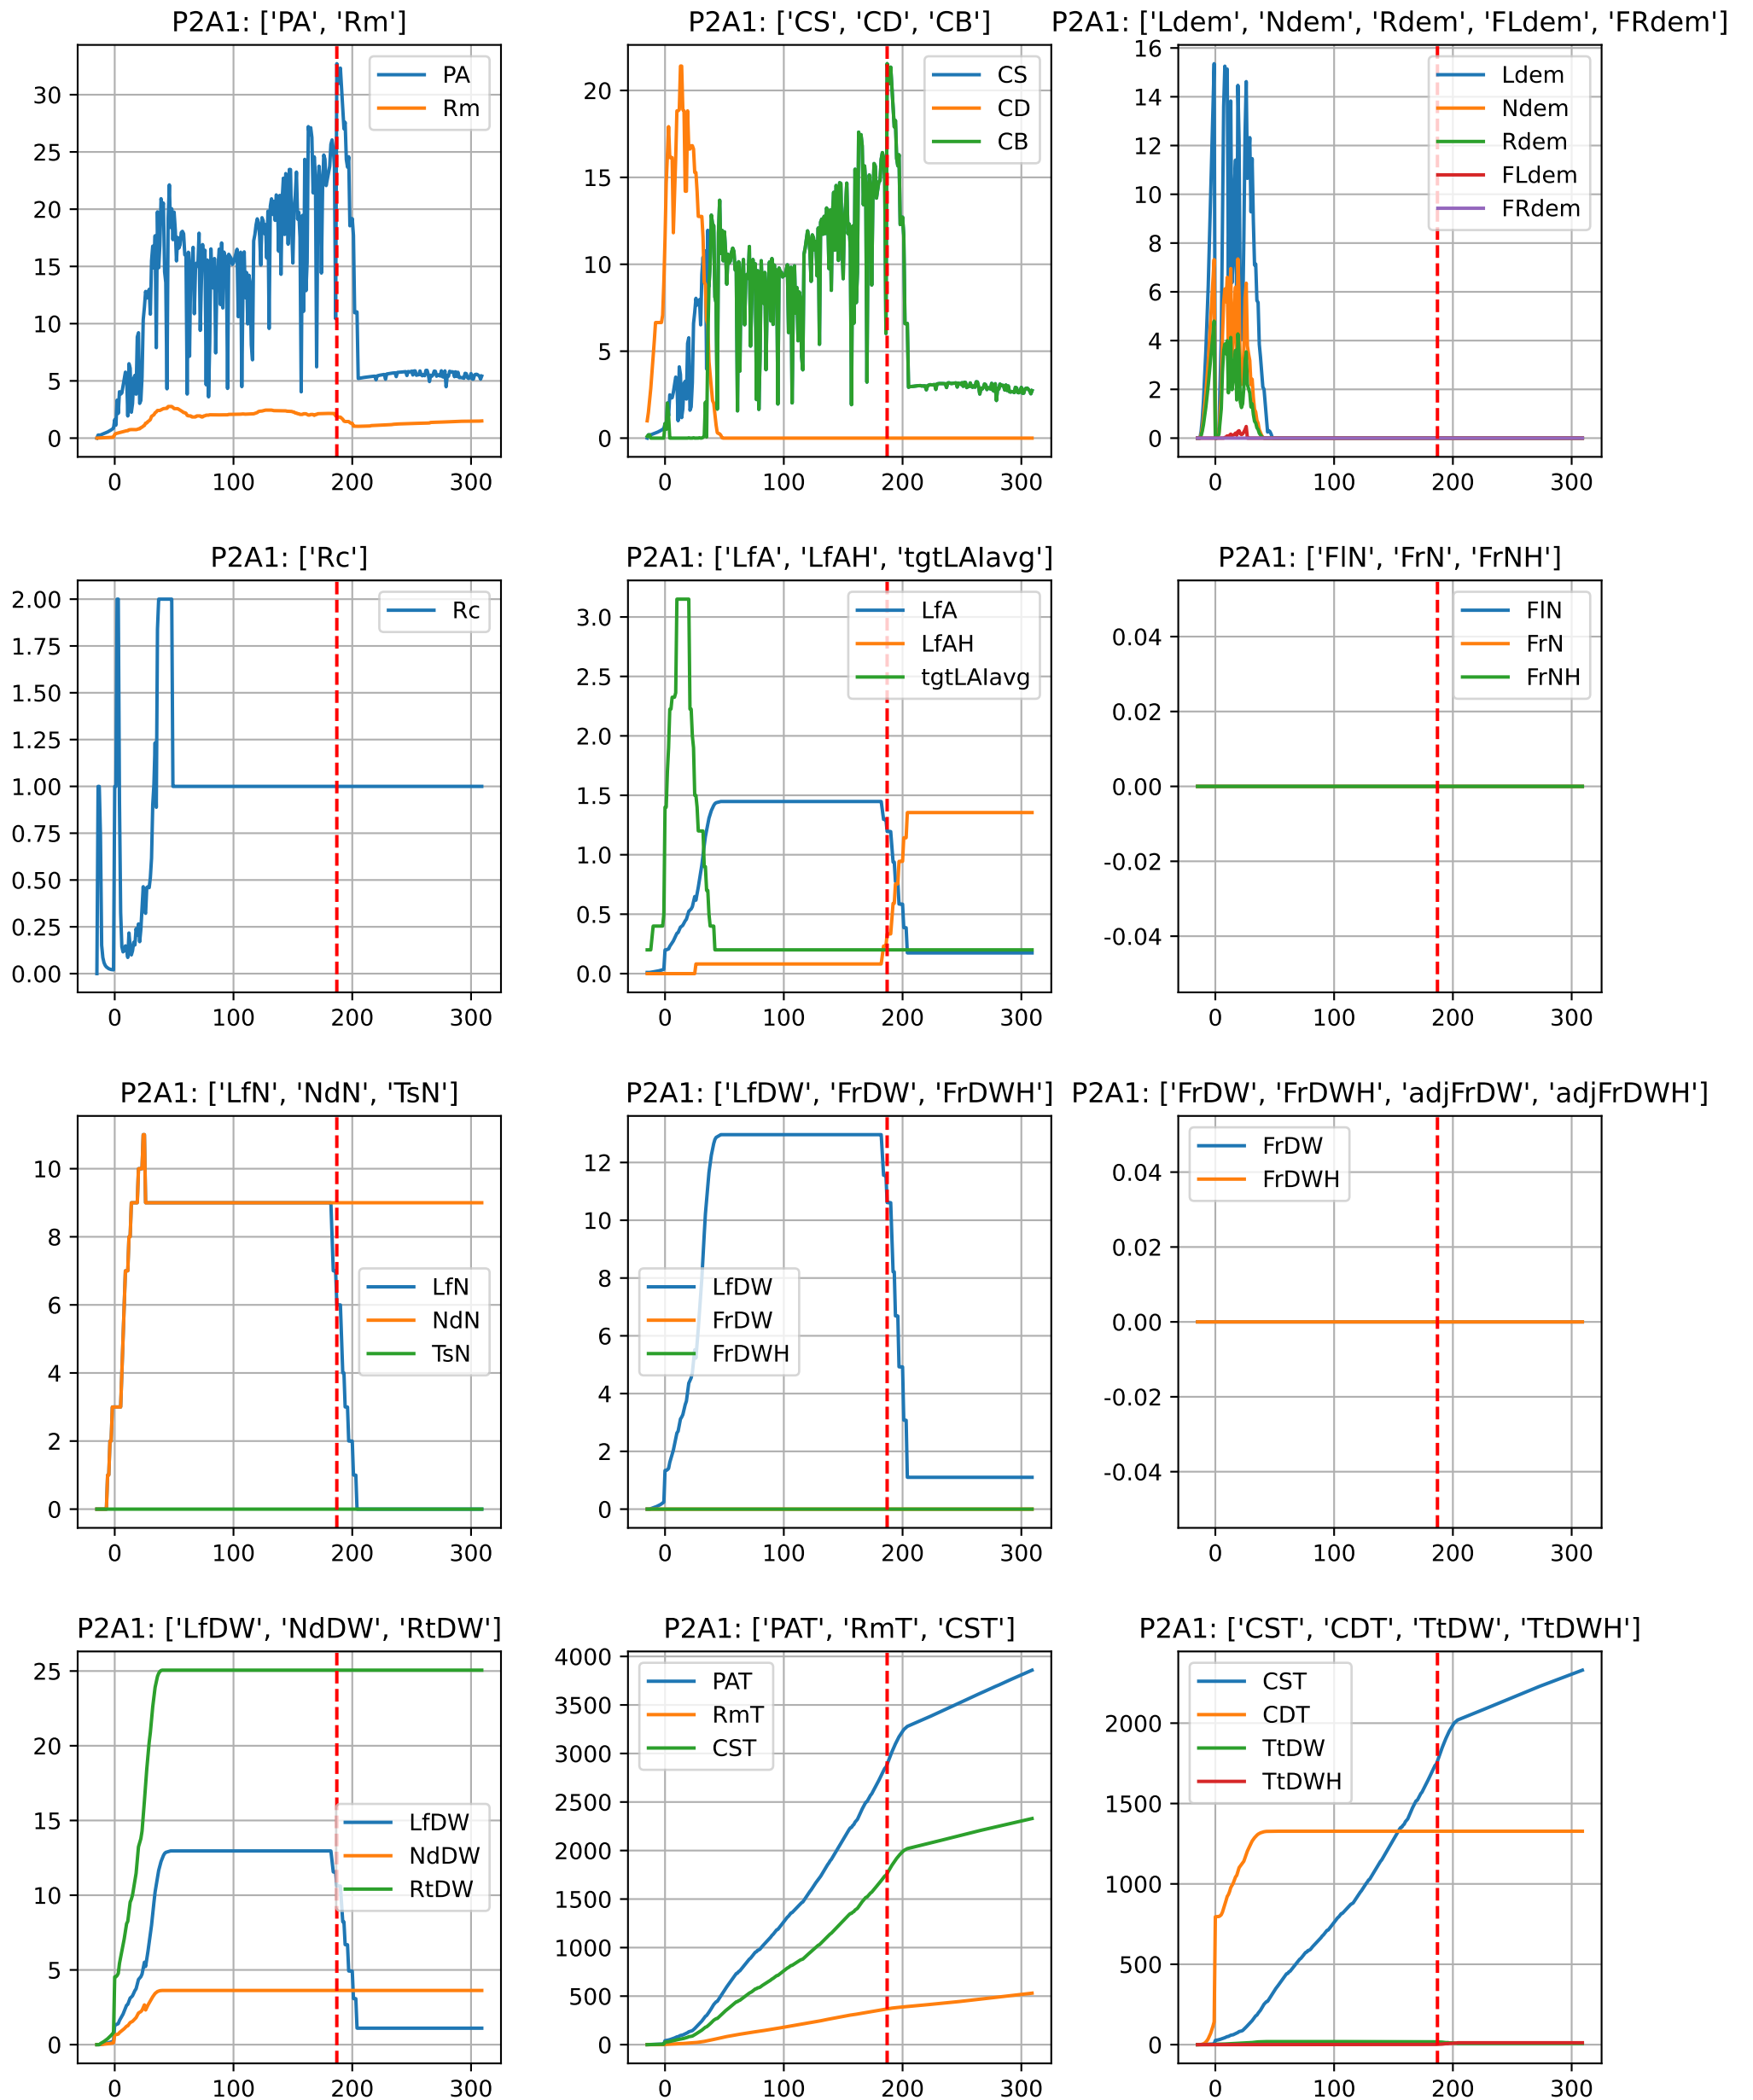 P2A1: ['PA', 'Rm']
30
25
20
15
10
5
0
PA
Rm
0 100 200 300
P2A1: ['CS', 'CD', 'CB']
20
15
10
5
0
CS
CD
CB
0 100 200 300
P2A1: ['Ldem', 'Ndem', 'Rdem', 'FLdem', 'FRdem']
16
14
12
10
8
6
4
2
0
Ldem
Ndem
Rdem
FLdem
FRdem
0 100 200 300
P2A1: ['Rc']
2.00
1.75
1.50
1.25
1.00
0.75
0.50
0.25
0.00
Rc
0 100 200 300
P2A1: ['LfA', 'LfAH', 'tgtLAIavg']
3.0
2.5
2.0
1.5
1.0
0.5
0.0
LfA
LfAH
tgtLAIavg
0 100 200 300
P2A1: ['FlN', 'FrN', 'FrNH']
0.04
0.02
0.00
-0.02
-0.04
FlN
FrN
FrNH
0 100 200 300
P2A1: ['LfN', 'NdN', 'TsN']
10
8
6
4
2
0
LfN
NdN
TsN
0 100 200 300
P2A1: ['LfDW', 'FrDW', 'FrDWH']
12
10
8
6
4
2
0
LfDW
FrDW
FrDWH
0 100 200 300
P2A1: ['FrDW', 'FrDWH', 'adjFrDW', 'adjFrDWH']
0.04
0.02
0.00
-0.02
-0.04
FrDW
FrDWH
0 100 200 300
P2A1: ['LfDW', 'NdDW', 'RtDW']
25
20
15
10
5
0
LfDW
NdDW
RtDW
0 100 200 300
P2A1: ['PAT', 'RmT', 'CST']
4000
3500
3000
2500
2000
1500
1000
500
0
PAT
RmT
CST
0 100 200 300
P2A1: ['CST', 'CDT', 'TtDW', 'TtDWH']
2000
1500
1000
500
0
CST
CDT
TtDW
TtDWH
0 100 200 300